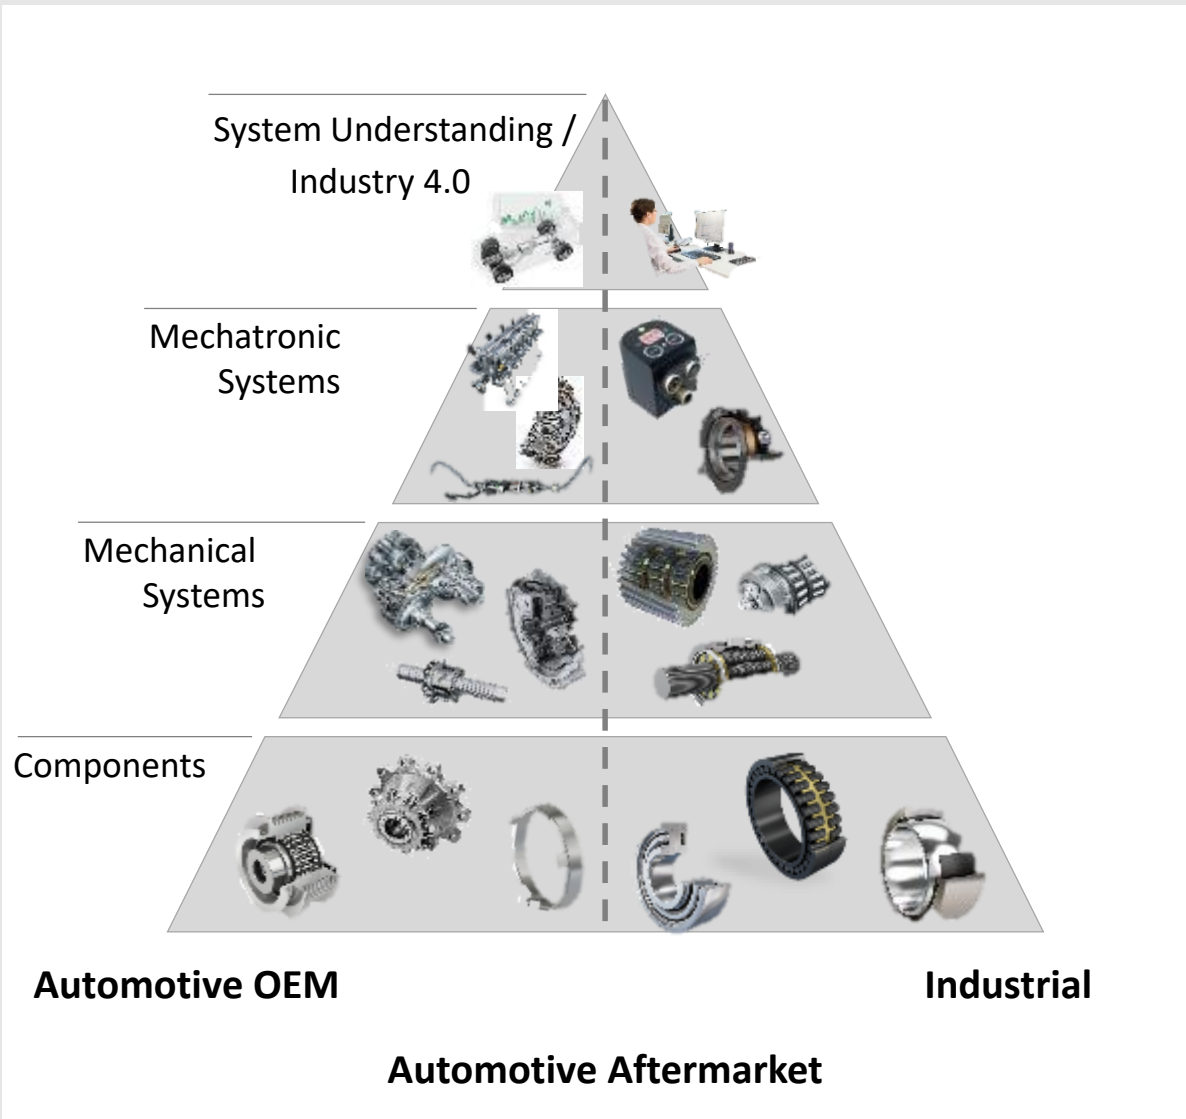 System Understanding /
Industry 4.0
Mechatronic
Systems
Mechanical
Systems
Components
Automotive OEM
Industrial
Automotive Aftermarket